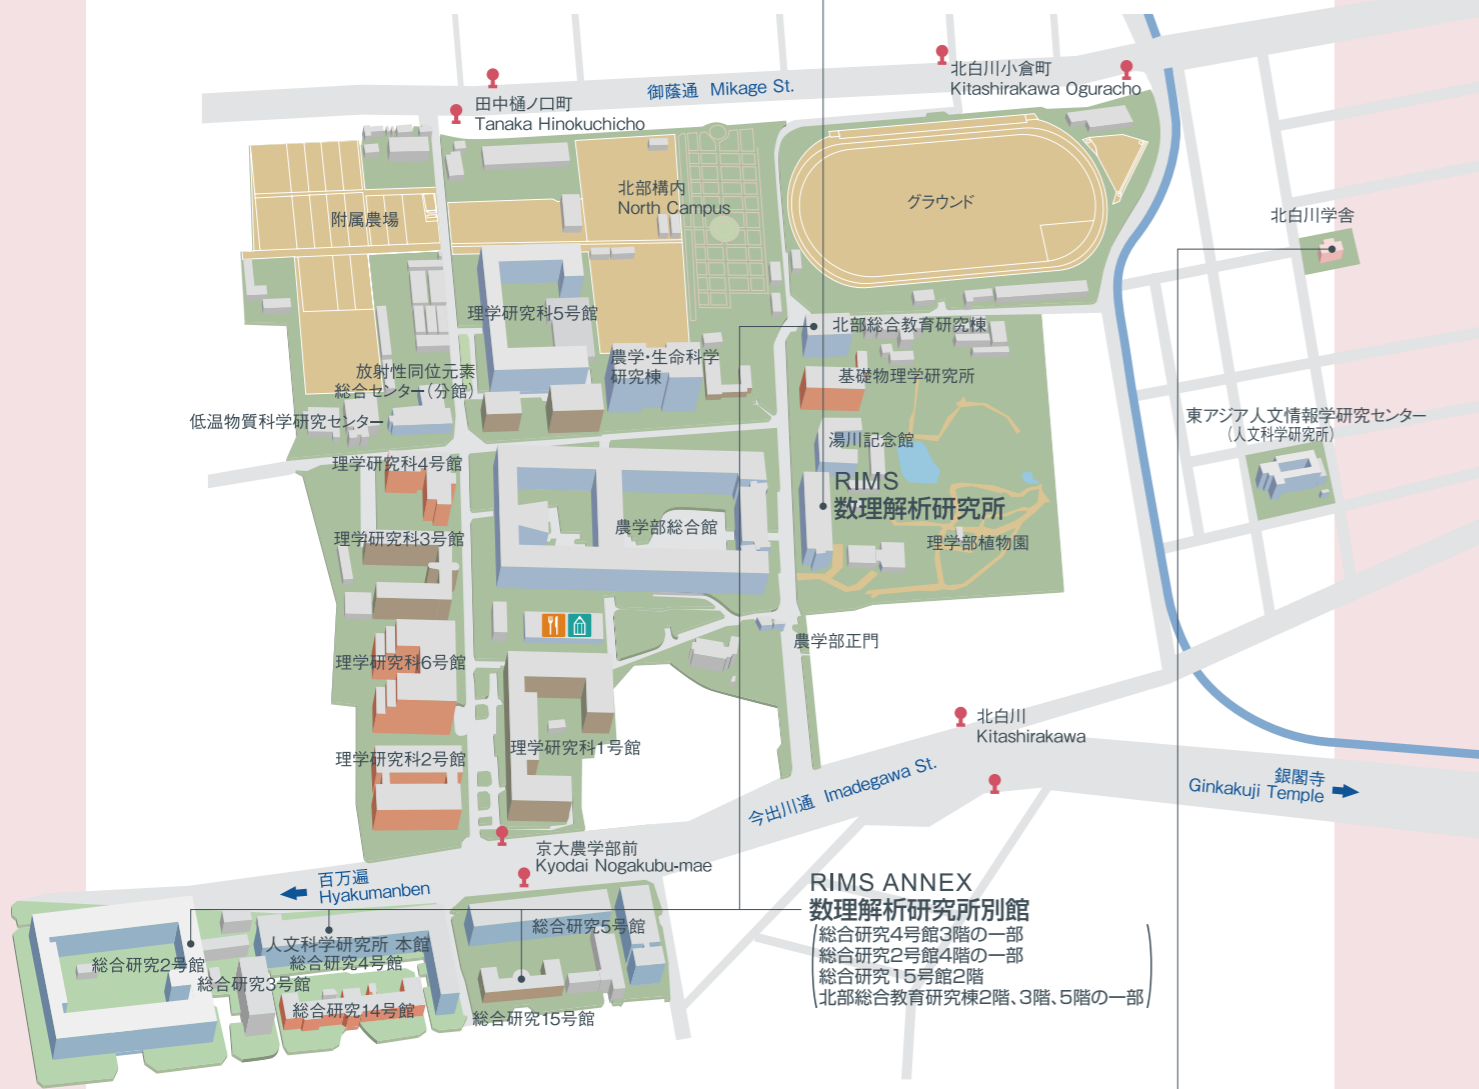 御蔭通 Mikage St.
北白川小倉町
Kitashirakawa Oguracho
田中樋ノ口町
Tanaka Hinokuchicho
北部構内
North Campus
附属農場
グラウンド
北白川学舎
理学研究科5号館
北部総合教育研究棟
農学・生命科学
研究棟
基礎物理学研究所
放射性同位元素
総合センター(分館)
低温物質科学研究センター
東アジア人文情報学研究センター
(人文科学研究所)
湯川記念館
理学研究科4号館
RIMS
数理解析研究所
農学部総合館
理学研究科3号館
理学部植物園
農学部正門
理学研究科6号館
北白川
Kitashirakawa
理学研究科1号館
理学研究科2号館
今出川通 Imadegawa St.
銀閣寺
Ginkakuji Temple
京大農学部前
Kyodai Nogakubu-mae
百万遍
Hyakumanben
RIMS ANNEX
数理解析研究所別館
総合研究4号館3階の一部
総合研究2号館4階の一部
総合研究15号館2階
北部総合教育研究棟2階、3階、5階の一部
総合研究5号館
人文科学研究所 本館
総合研究4号館
総合研究2号館
総合研究3号館
総合研究14号館
総合研究15号館